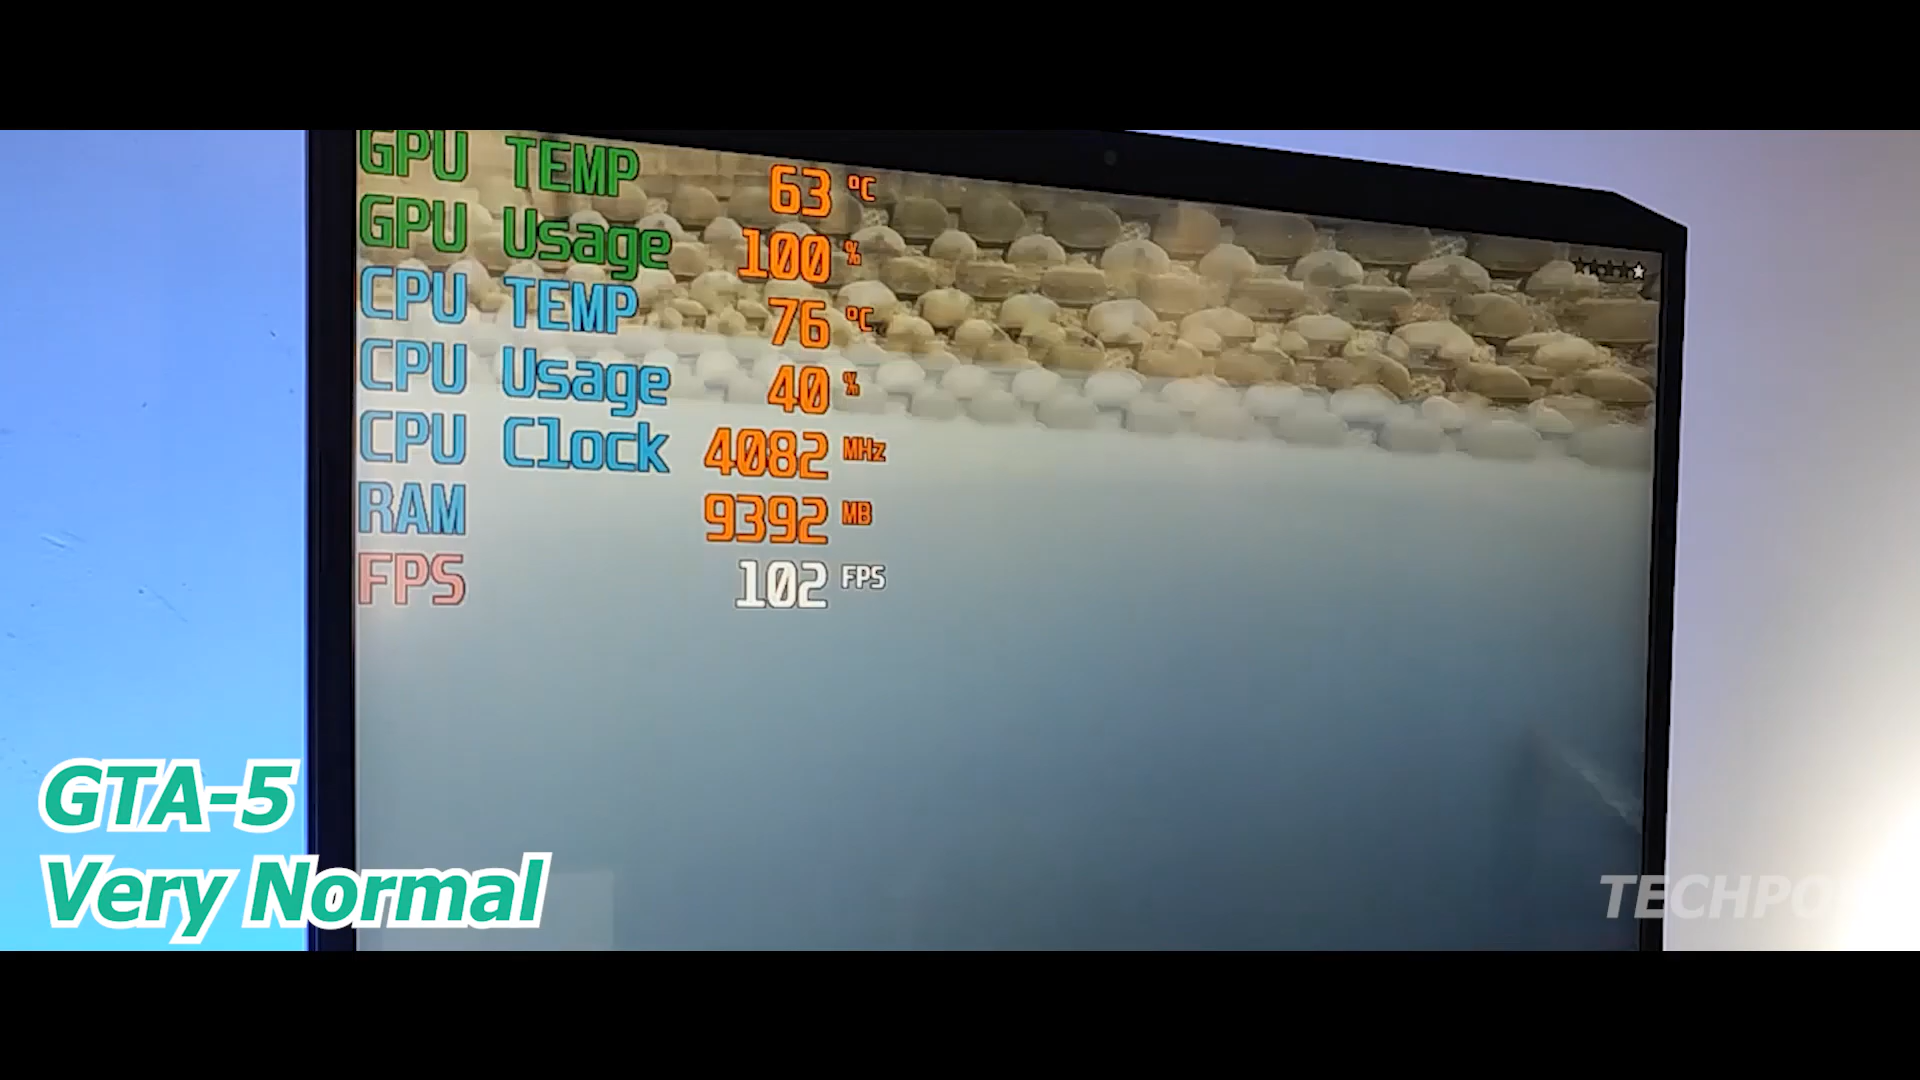 GPU TEMP 63 °C
GPU Usage 100 %
CPU TEMP 76 °C
CPU Usage 40 %
CPU Clock 4082 MHz
RAM 9392 MB
FPS 102 FPS
GTA-5
Very Normal
TECHPO